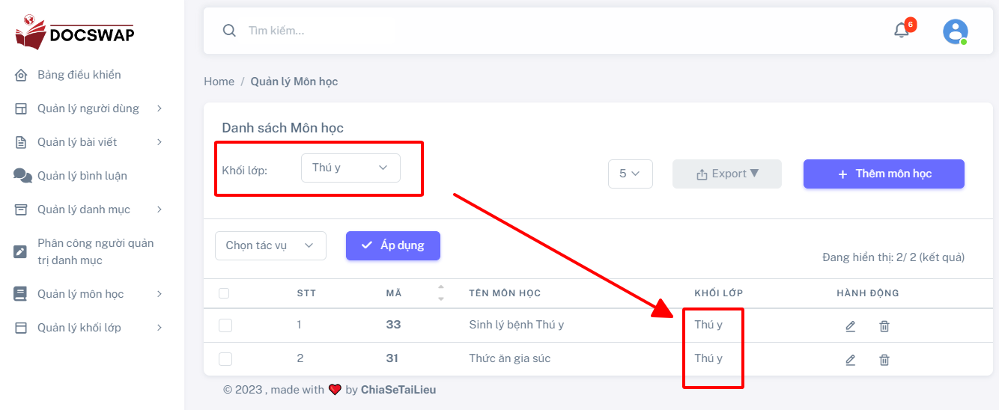 DOCSWAP
Bảng điều khiển
Quản lý người dùng
Quản lý bài viết
Quản lý bình luận
Quản lý danh mục
Phân công người quản
trị danh mục
Quản lý môn học
Quản lý khối lớp
Tìm kiếm...
6
Home / Quản lý Môn học
Danh sách Môn học
Khối lớp: Thú y
5 Export ▼ + Thêm môn học
Chọn tác vụ Áp dụng
Đang hiển thị: 2/ 2 (kết quả)
STT MÃ TÊN MÔN HỌC KHỐI LỚP HÀNH ĐỘNG
1 33 Sinh lý bệnh Thú y Thú y
2 31 Thức ăn gia súc Thú y
© 2023 , made with ❤️ by ChiaSeTaiLieu